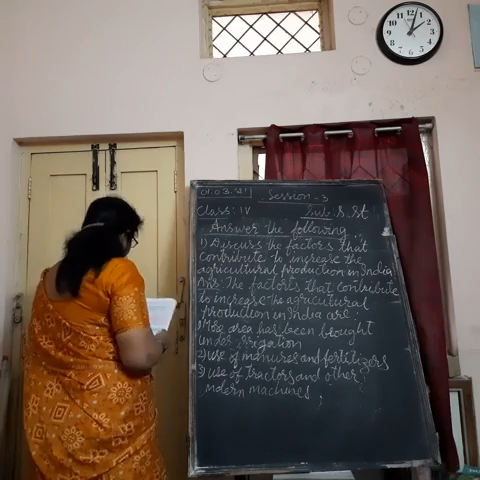 01.03.21 Session-3
Class: IV Sub: S.St
Answer the following:
1) Discuss the factors that
contribute to increase the
agricultural production in India
Ans: The factors that contribute
to increase the agricultural
production in India are:
1) More area has been brought
under irrigation
2) use of manures and fertilizers
3) use of tractors and other
modern machines;